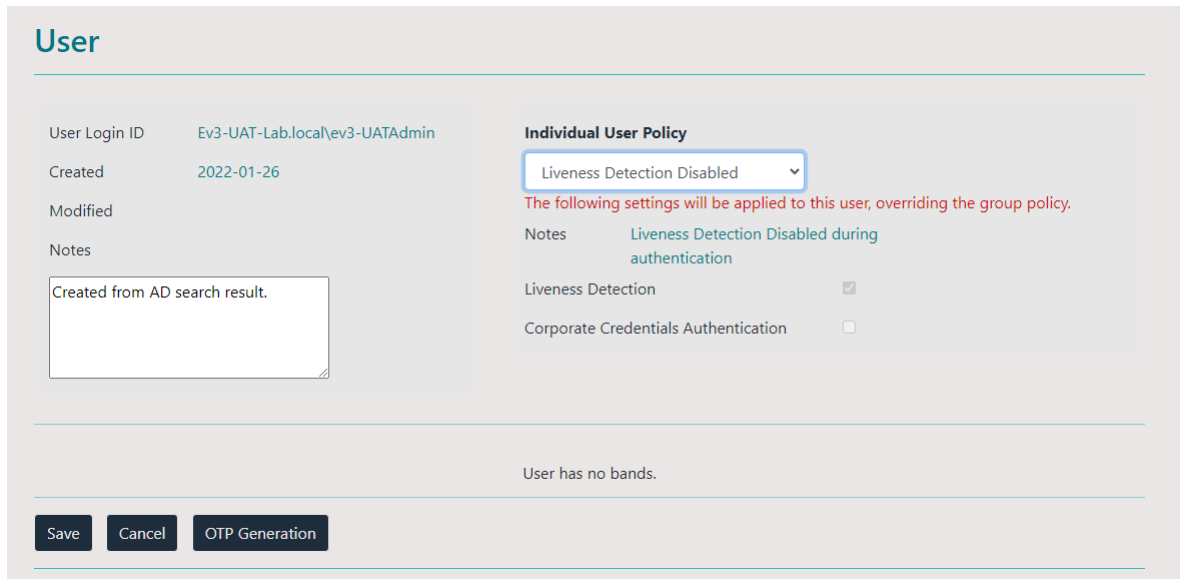 User
User Login ID Ev3-UAT-Lab.local\ev3-UATAdmin
Created 2022-01-26
Modified
Notes
Created from AD search result.
Individual User Policy
Liveness Detection Disabled
The following settings will be applied to this user, overriding the group policy.
Notes Liveness Detection Disabled during
authentication
Liveness Detection
Corporate Credentials Authentication
User has no bands.
Save Cancel OTP Generation